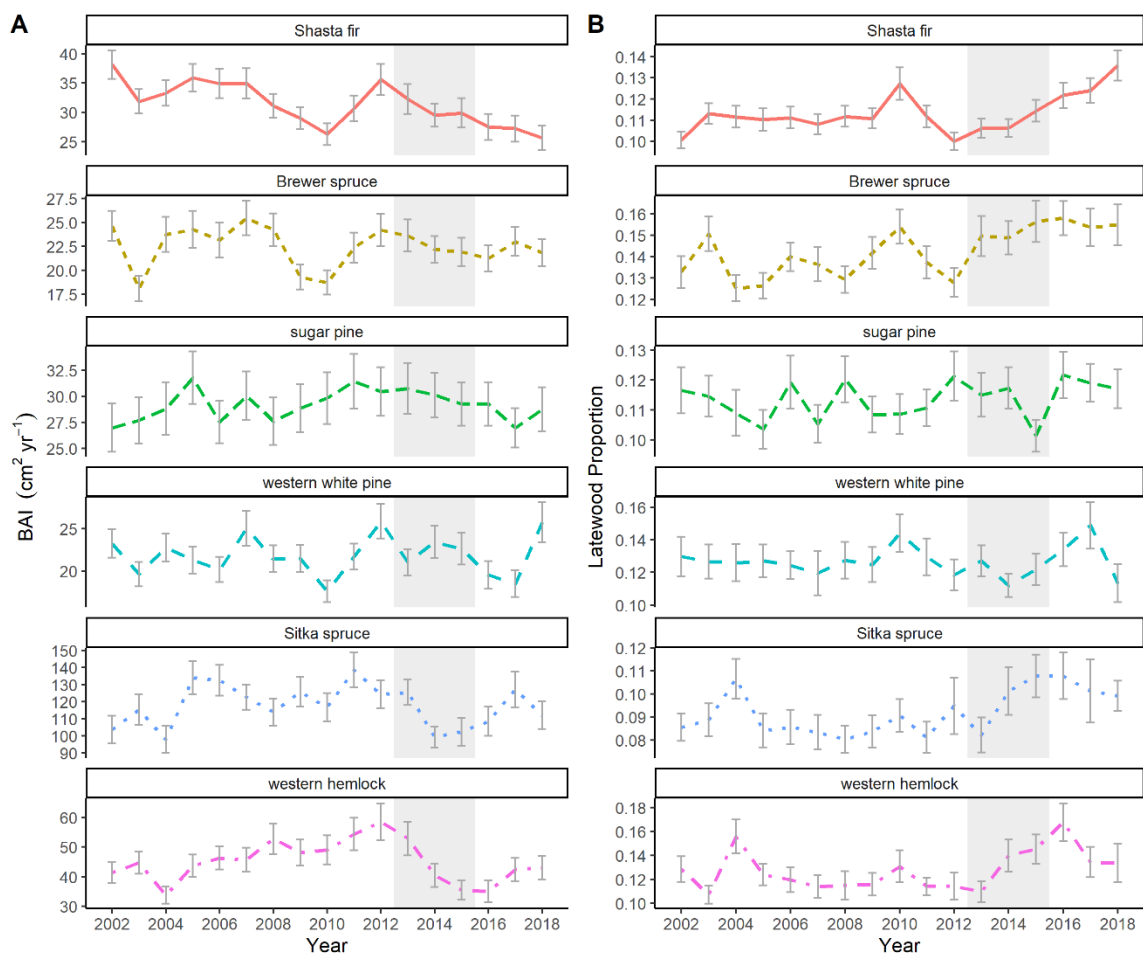 A
Shasta fir
40
35
30
25
Brewer spruce
27.5
25.0
22.5
20.0
17.5
sugar pine
32.5
30.0
27.5
25.0
western white pine
25
20
Sitka spruce
150
140
130
120
110
100
90
western hemlock
60
50
40
30
BAI (cm² yr⁻¹)
2002 2004 2006 2008 2010 2012 2014 2016 2018
Year
B
Shasta fir
0.14
0.13
0.12
0.11
0.10
Brewer spruce
0.16
0.15
0.14
0.13
0.12
sugar pine
0.13
0.12
0.11
0.10
western white pine
0.16
0.14
0.12
0.10
Sitka spruce
0.12
0.10
0.09
0.08
western hemlock
0.18
0.16
0.14
0.12
0.10
Latewood Proportion
2002 2004 2006 2008 2010 2012 2014 2016 2018
Year